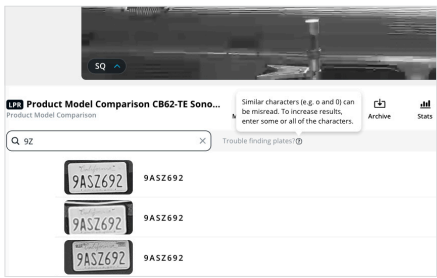 SQ
LPR Product Model Comparison CB62-TE Sono...
Product Model Comparison
Similar characters (e.g. o and 0) can
be misread. To increase results,
enter some or all of the characters.
Archive
Stats
9Z
Trouble finding plates?
California
9ASZ692
9ASZ692
California
9ASZ692
9ASZ692
9ASZ692
9ASZ692